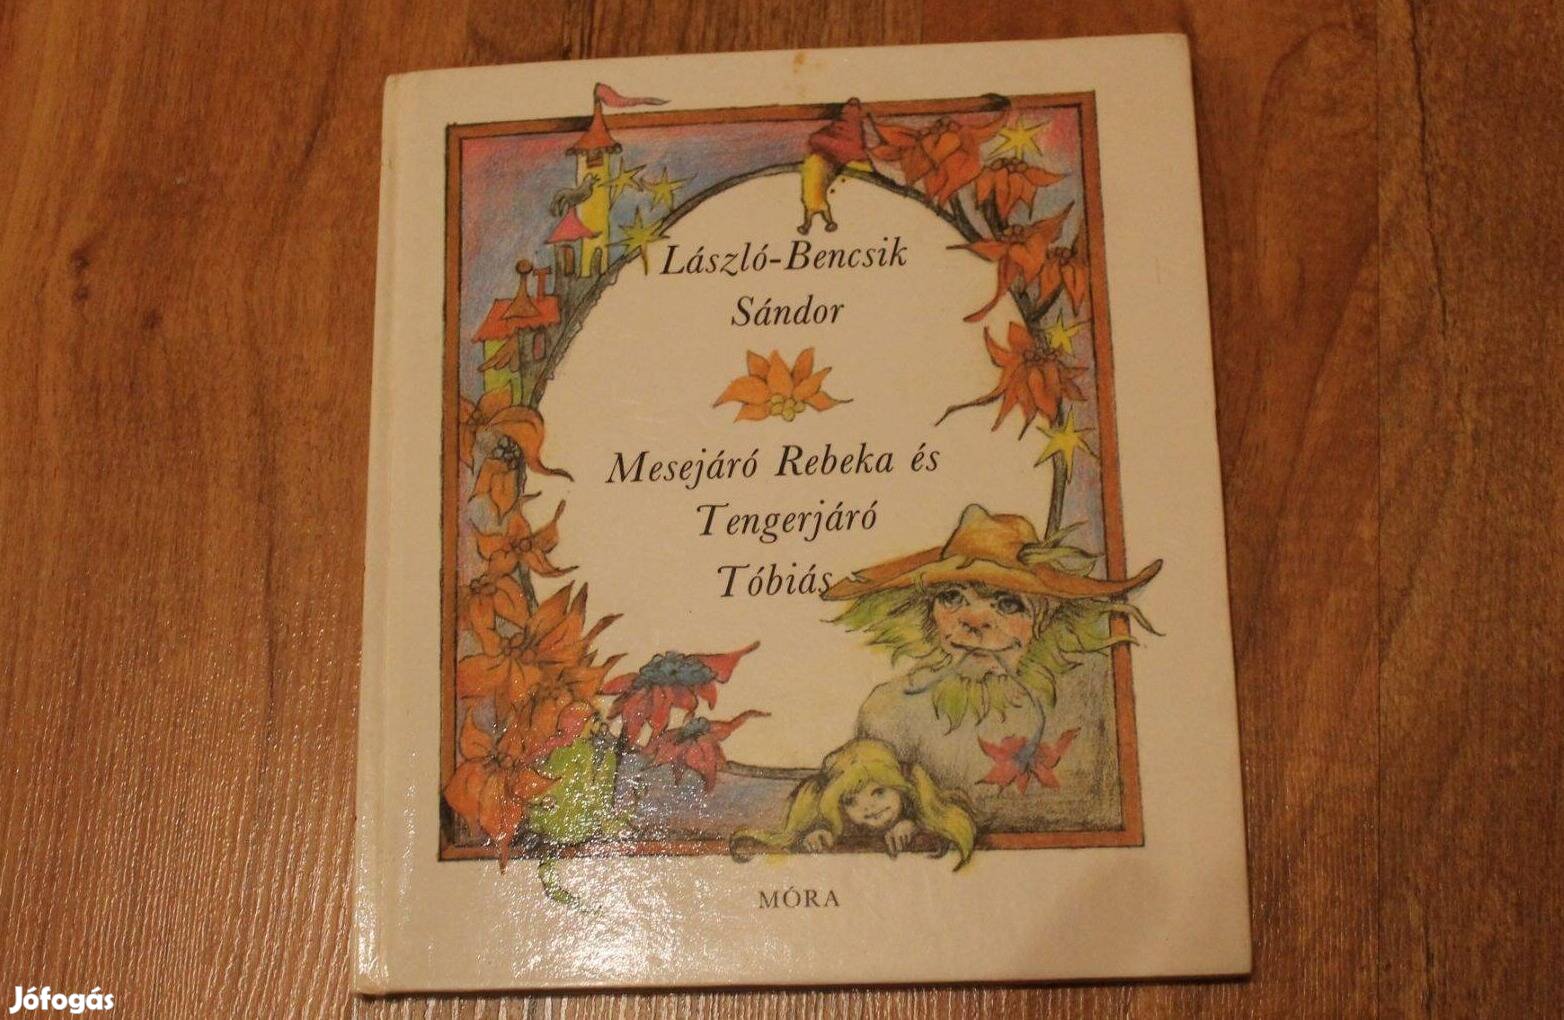 László-Bencsik
Sándor
Mesejáró Rebeka és
Tengerjáró
Tóbiás
MÓRA
Jófogás